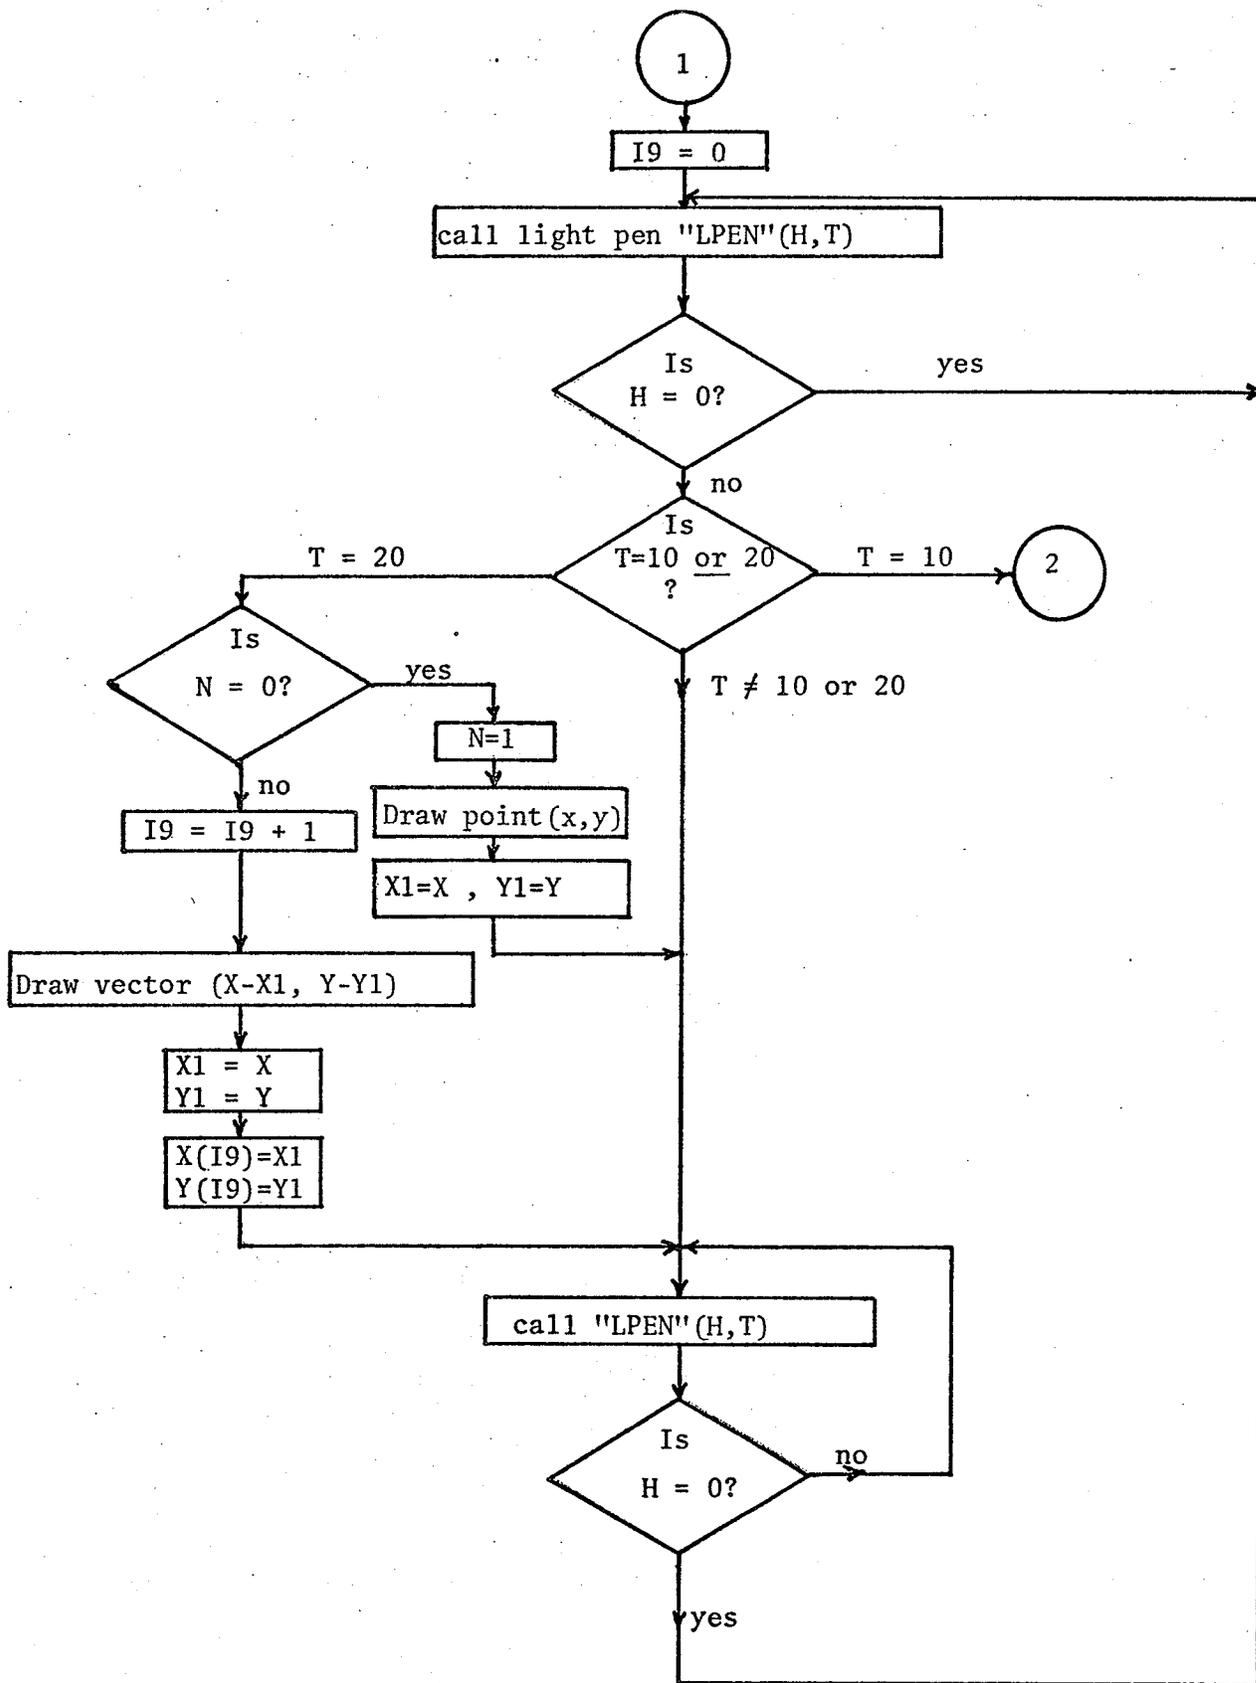 1
I9 = 0
call light pen "LPEN"(H,T)
Is
H = 0?
yes
no
Is
T=10 or 20
?
T = 20
T = 10
2
Is
N = 0?
yes
T ≠ 10 or 20
N=1
no
Draw point(x,y)
I9 = I9 + 1
X1=X , Y1=Y
Draw vector (X-X1, Y-Y1)
X1 = X
Y1 = Y
X(I9)=X1
Y(I9)=Y1
call "LPEN"(H,T)
Is
H = 0?
no
yes